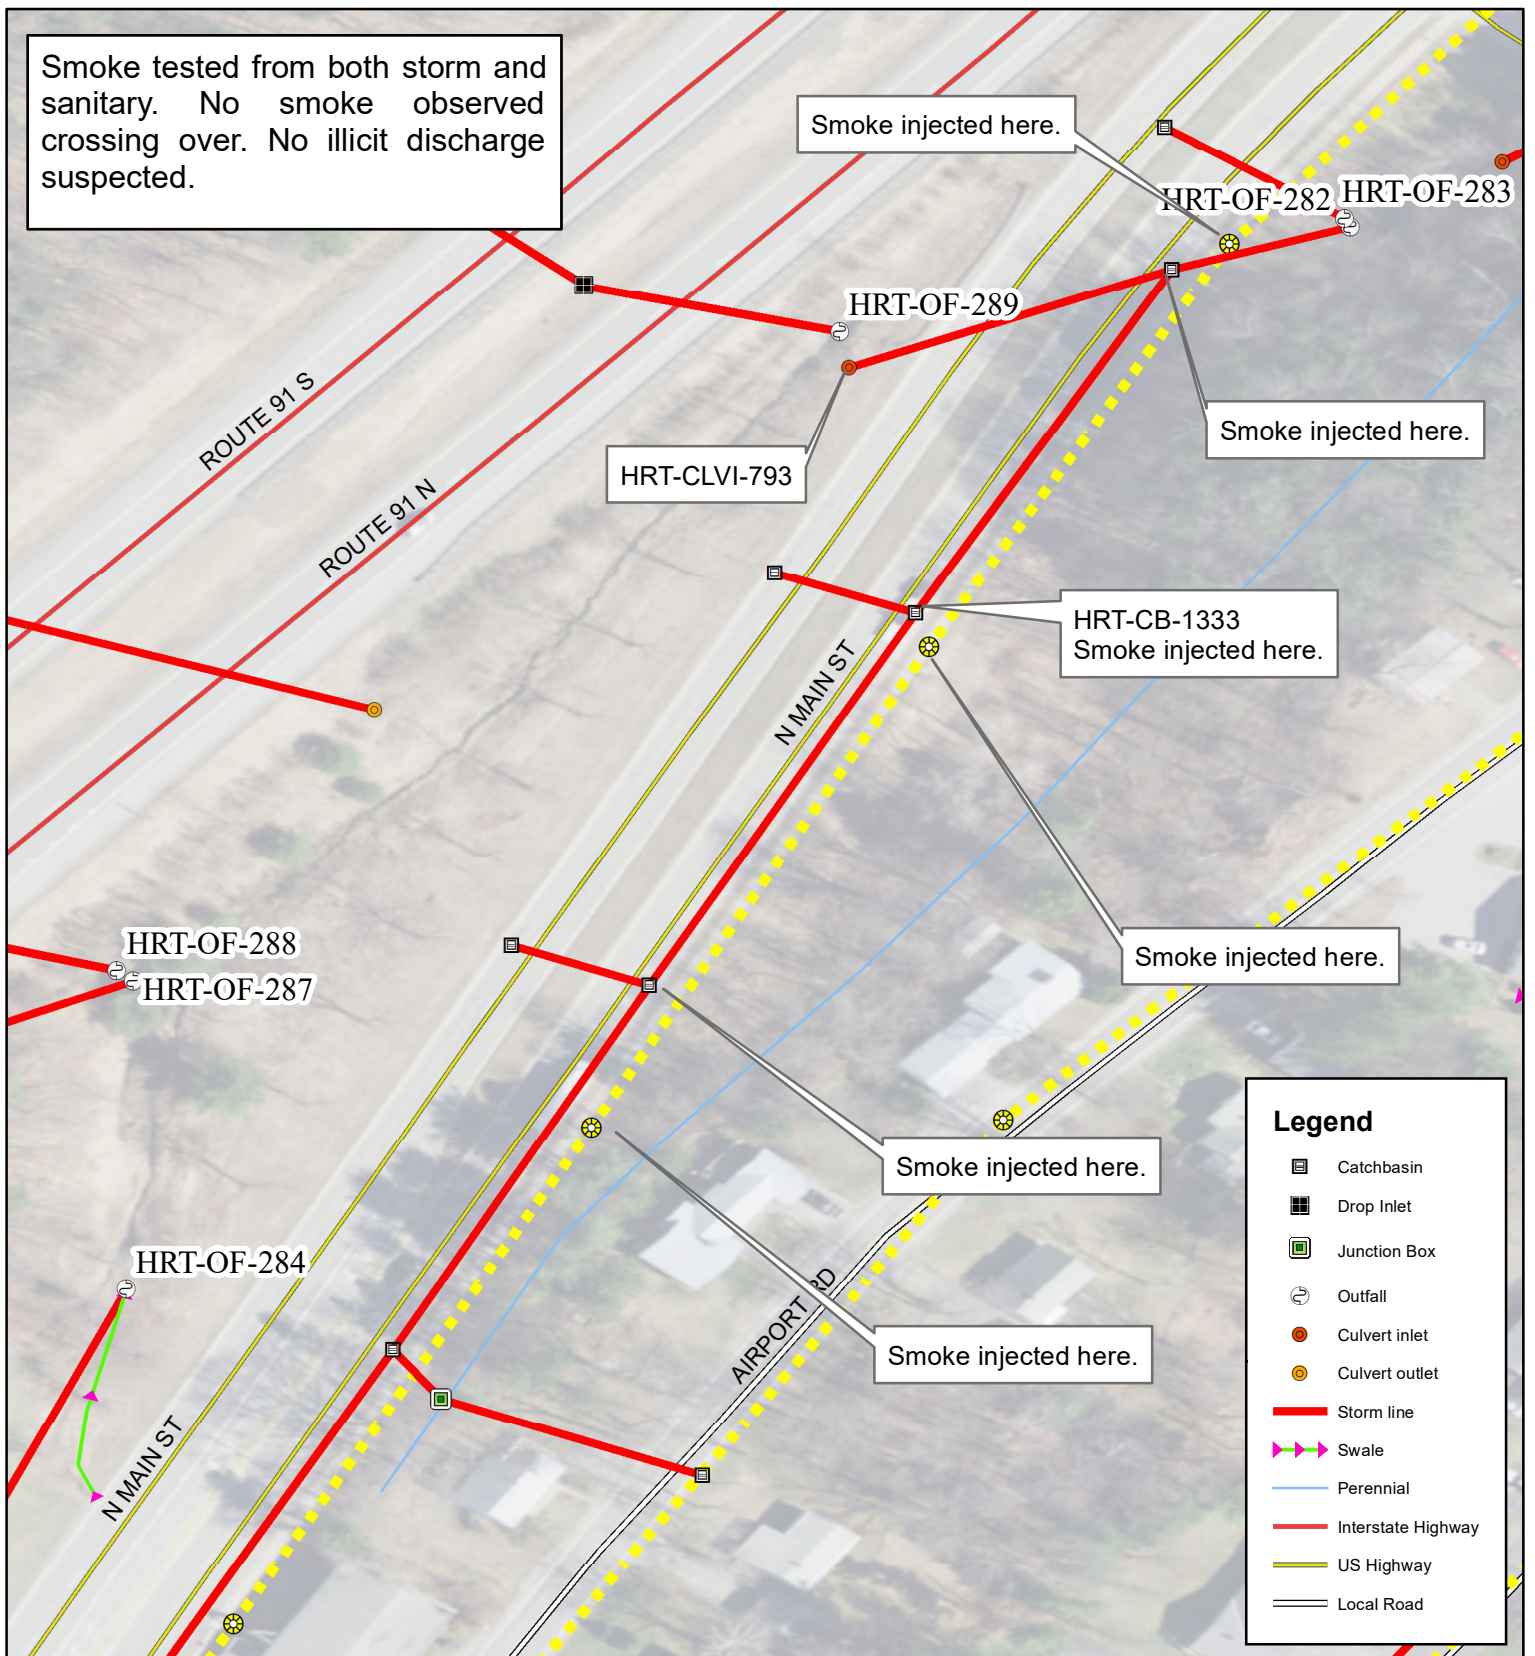 Smoke tested from both storm and
sanitary. No smoke observed
crossing over. No illicit discharge
suspected.
Smoke injected here.
HRT-OF-282
HRT-OF-283
HRT-OF-289
ROUTE 91 S
Smoke injected here.
HRT-CLVI-793
ROUTE 91 N
HRT-CB-1333
Smoke injected here.
N MAIN ST
HRT-OF-288
HRT-OF-287
Smoke injected here.
Smoke injected here.
HRT-OF-284
AIRPORT RD
Smoke injected here.
N MAIN ST
Legend
Catchbasin
Drop Inlet
Junction Box
Outfall
Culvert inlet
Culvert outlet
Storm line
Swale
Perennial
Interstate Highway
US Highway
Local Road